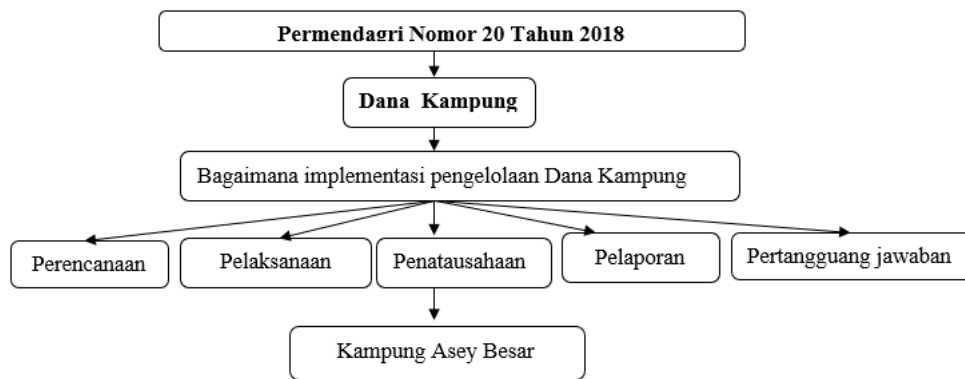 Permendagri Nomor 20 Tahun 2018
Dana Kampung
Bagaimana implementasi pengelolaan Dana Kampung
Perencanaan
Pelaksanaan
Penatausahaan
Pelaporan
Pertangguang jawaban
Kampung Asey Besar